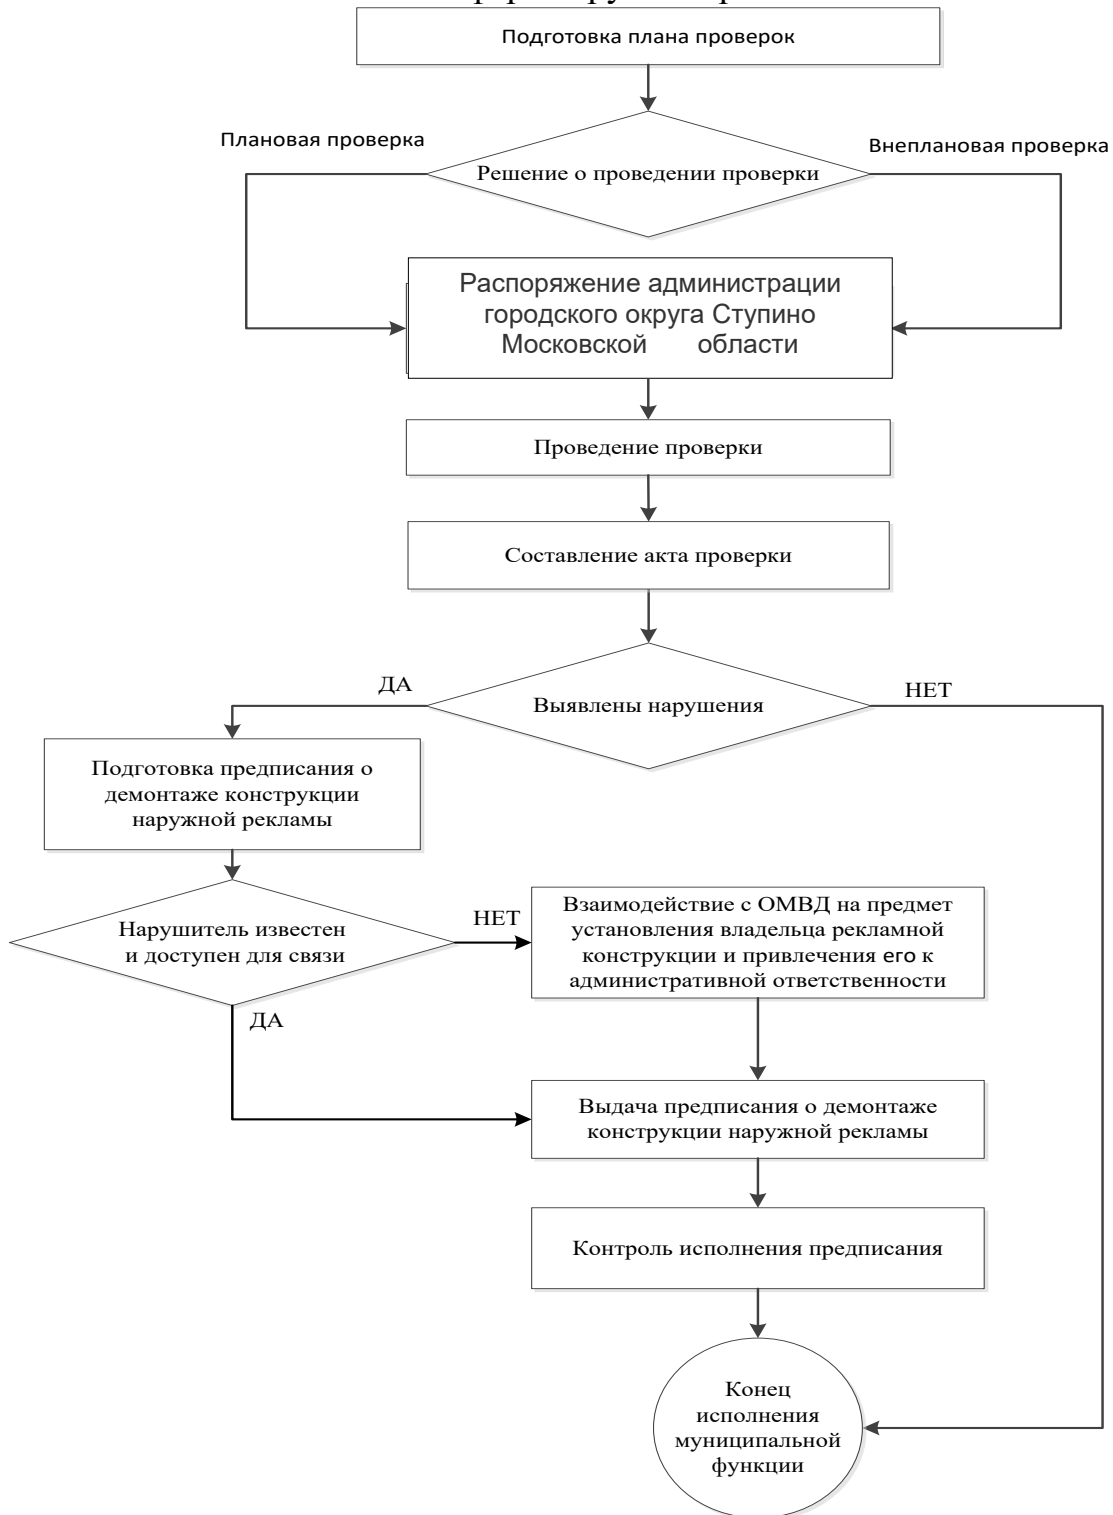 Подготовка плана проверок
Плановая проверка
Внеплановая проверка
Решение о проведении проверки
Распоряжение администрации
городского округа Ступино
Московской области
Проведение проверки
Составление акта проверки
ДА
НЕТ
Выявлены нарушения
Подготовка предписания о
демонтаже конструкции
наружной рекламы
Нарушитель известен
и доступен для связи
НЕТ
Взаимодействие с ОМВД на предмет
установления владельца рекламной
конструкции и привлечения его к
административной ответственности
ДА
Выдача предписания о демонтаже
конструкции наружной рекламы
Контроль исполнения предписания
Конец
исполнения
муниципальной
функции